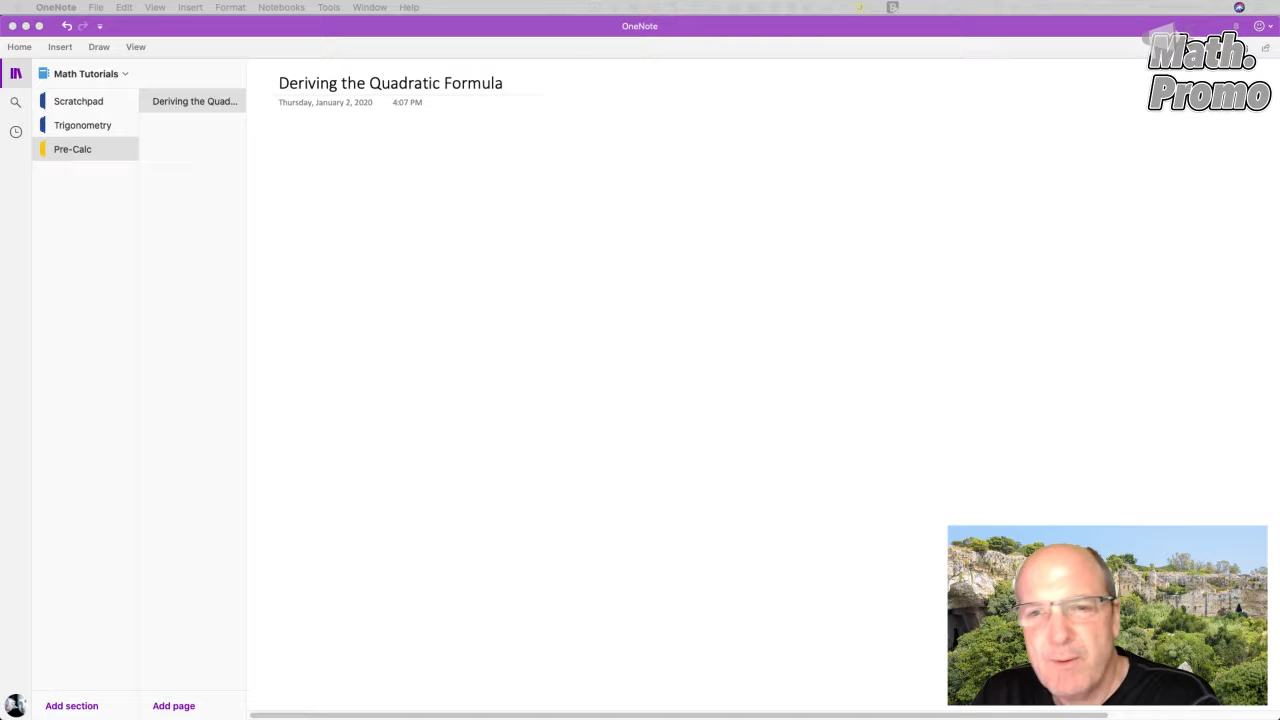 OneNote File Edit View Insert Format Notebooks Tools Window Help
OneNote
Home Insert Draw View
Math.
Promo
Math Tutorials
Scratchpad
Trigonometry
Pre-Calc
Deriving the Quad...
Deriving the Quadratic Formula
Thursday, January 2, 2020 4:07 PM
Add section
Add page